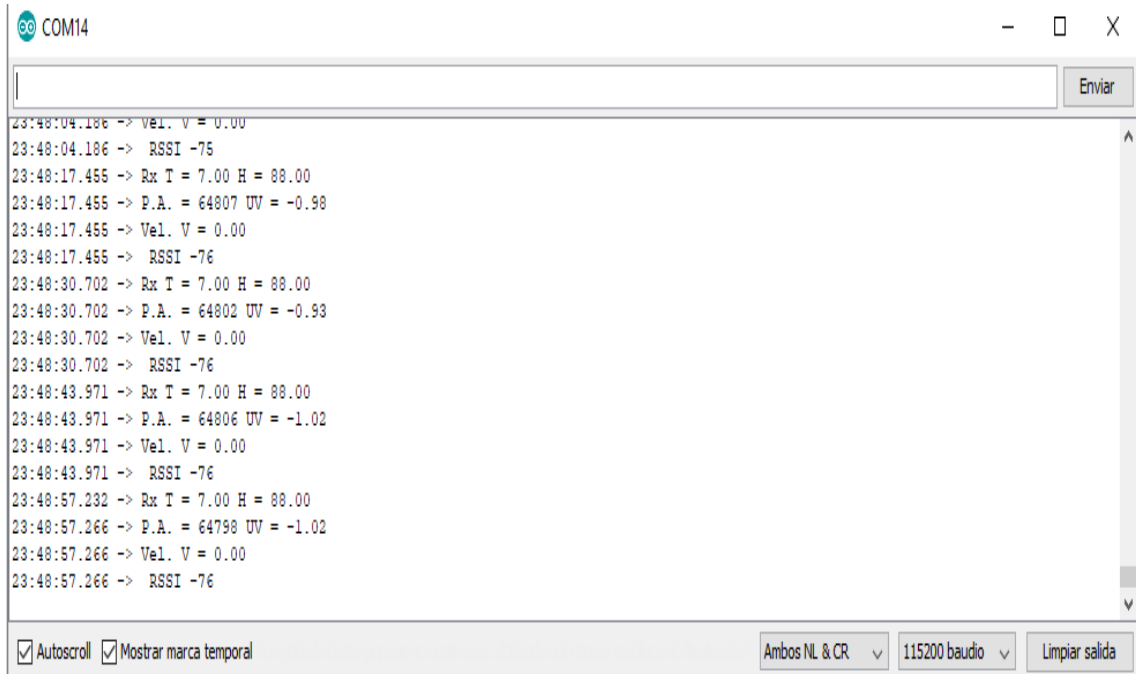 COM14
Enviar
23:48:04.186 -> Vel. V = 0.00
23:48:04.186 ->  RSSI -75
23:48:17.455 -> Rx T = 7.00 H = 88.00
23:48:17.455 -> P.A. = 64807 UV = -0.98
23:48:17.455 -> Vel. V = 0.00
23:48:17.455 ->  RSSI -76
23:48:30.702 -> Rx T = 7.00 H = 88.00
23:48:30.702 -> P.A. = 64802 UV = -0.93
23:48:30.702 -> Vel. V = 0.00
23:48:30.702 ->  RSSI -76
23:48:43.971 -> Rx T = 7.00 H = 88.00
23:48:43.971 -> P.A. = 64806 UV = -1.02
23:48:43.971 -> Vel. V = 0.00
23:48:43.971 ->  RSSI -76
23:48:57.232 -> Rx T = 7.00 H = 88.00
23:48:57.266 -> P.A. = 64798 UV = -1.02
23:48:57.266 -> Vel. V = 0.00
23:48:57.266 ->  RSSI -76
Autoscroll Mostrar marca temporal Ambos NL & CR 115200 baudio Limpiar salida